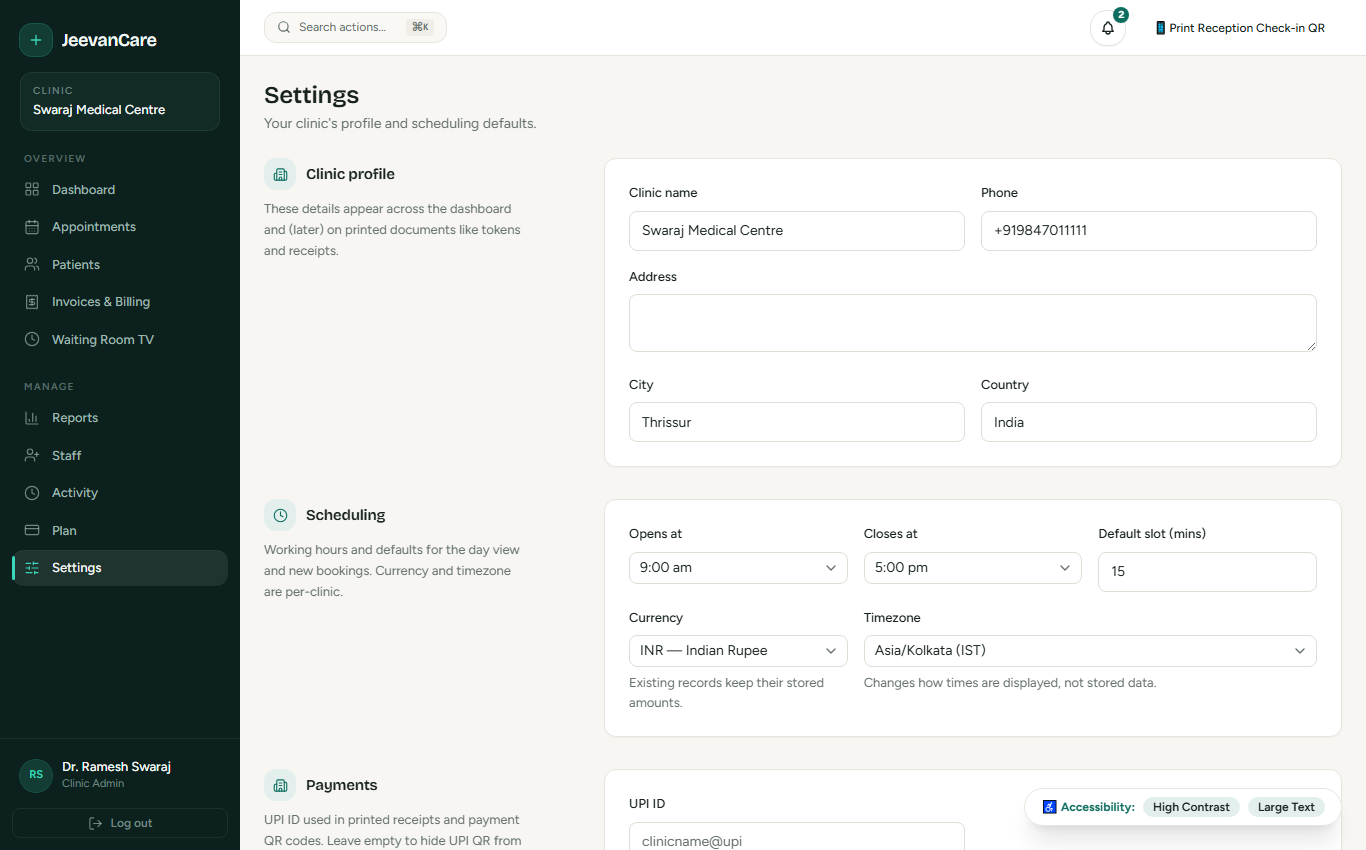 JeevanCare
CLINIC
Swaraj Medical Centre
OVERVIEW
Dashboard
Appointments
Patients
Invoices & Billing
Waiting Room TV
MANAGE
Reports
Staff
Activity
Plan
Settings
RS
Dr. Ramesh Swaraj
Clinic Admin
Log out
Search actions...
⌘K
2
Print Reception Check-in QR
Settings
Your clinic's profile and scheduling defaults.
Clinic profile
These details appear across the dashboard
and (later) on printed documents like tokens
and receipts.
Clinic name
Phone
Swaraj Medical Centre
+919847011111
Address
City
Country
Thrissur
India
Scheduling
Working hours and defaults for the day view
and new bookings. Currency and timezone
are per-clinic.
Opens at
Closes at
Default slot (mins)
9:00 am
5:00 pm
15
Currency
Timezone
INR — Indian Rupee
Asia/Kolkata (IST)
Existing records keep their stored
amounts.
Changes how times are displayed, not stored data.
Payments
UPI ID used in printed receipts and payment
QR codes. Leave empty to hide UPI QR from
UPI ID
clinicname@upi
Accessibility:
High Contrast
Large Text